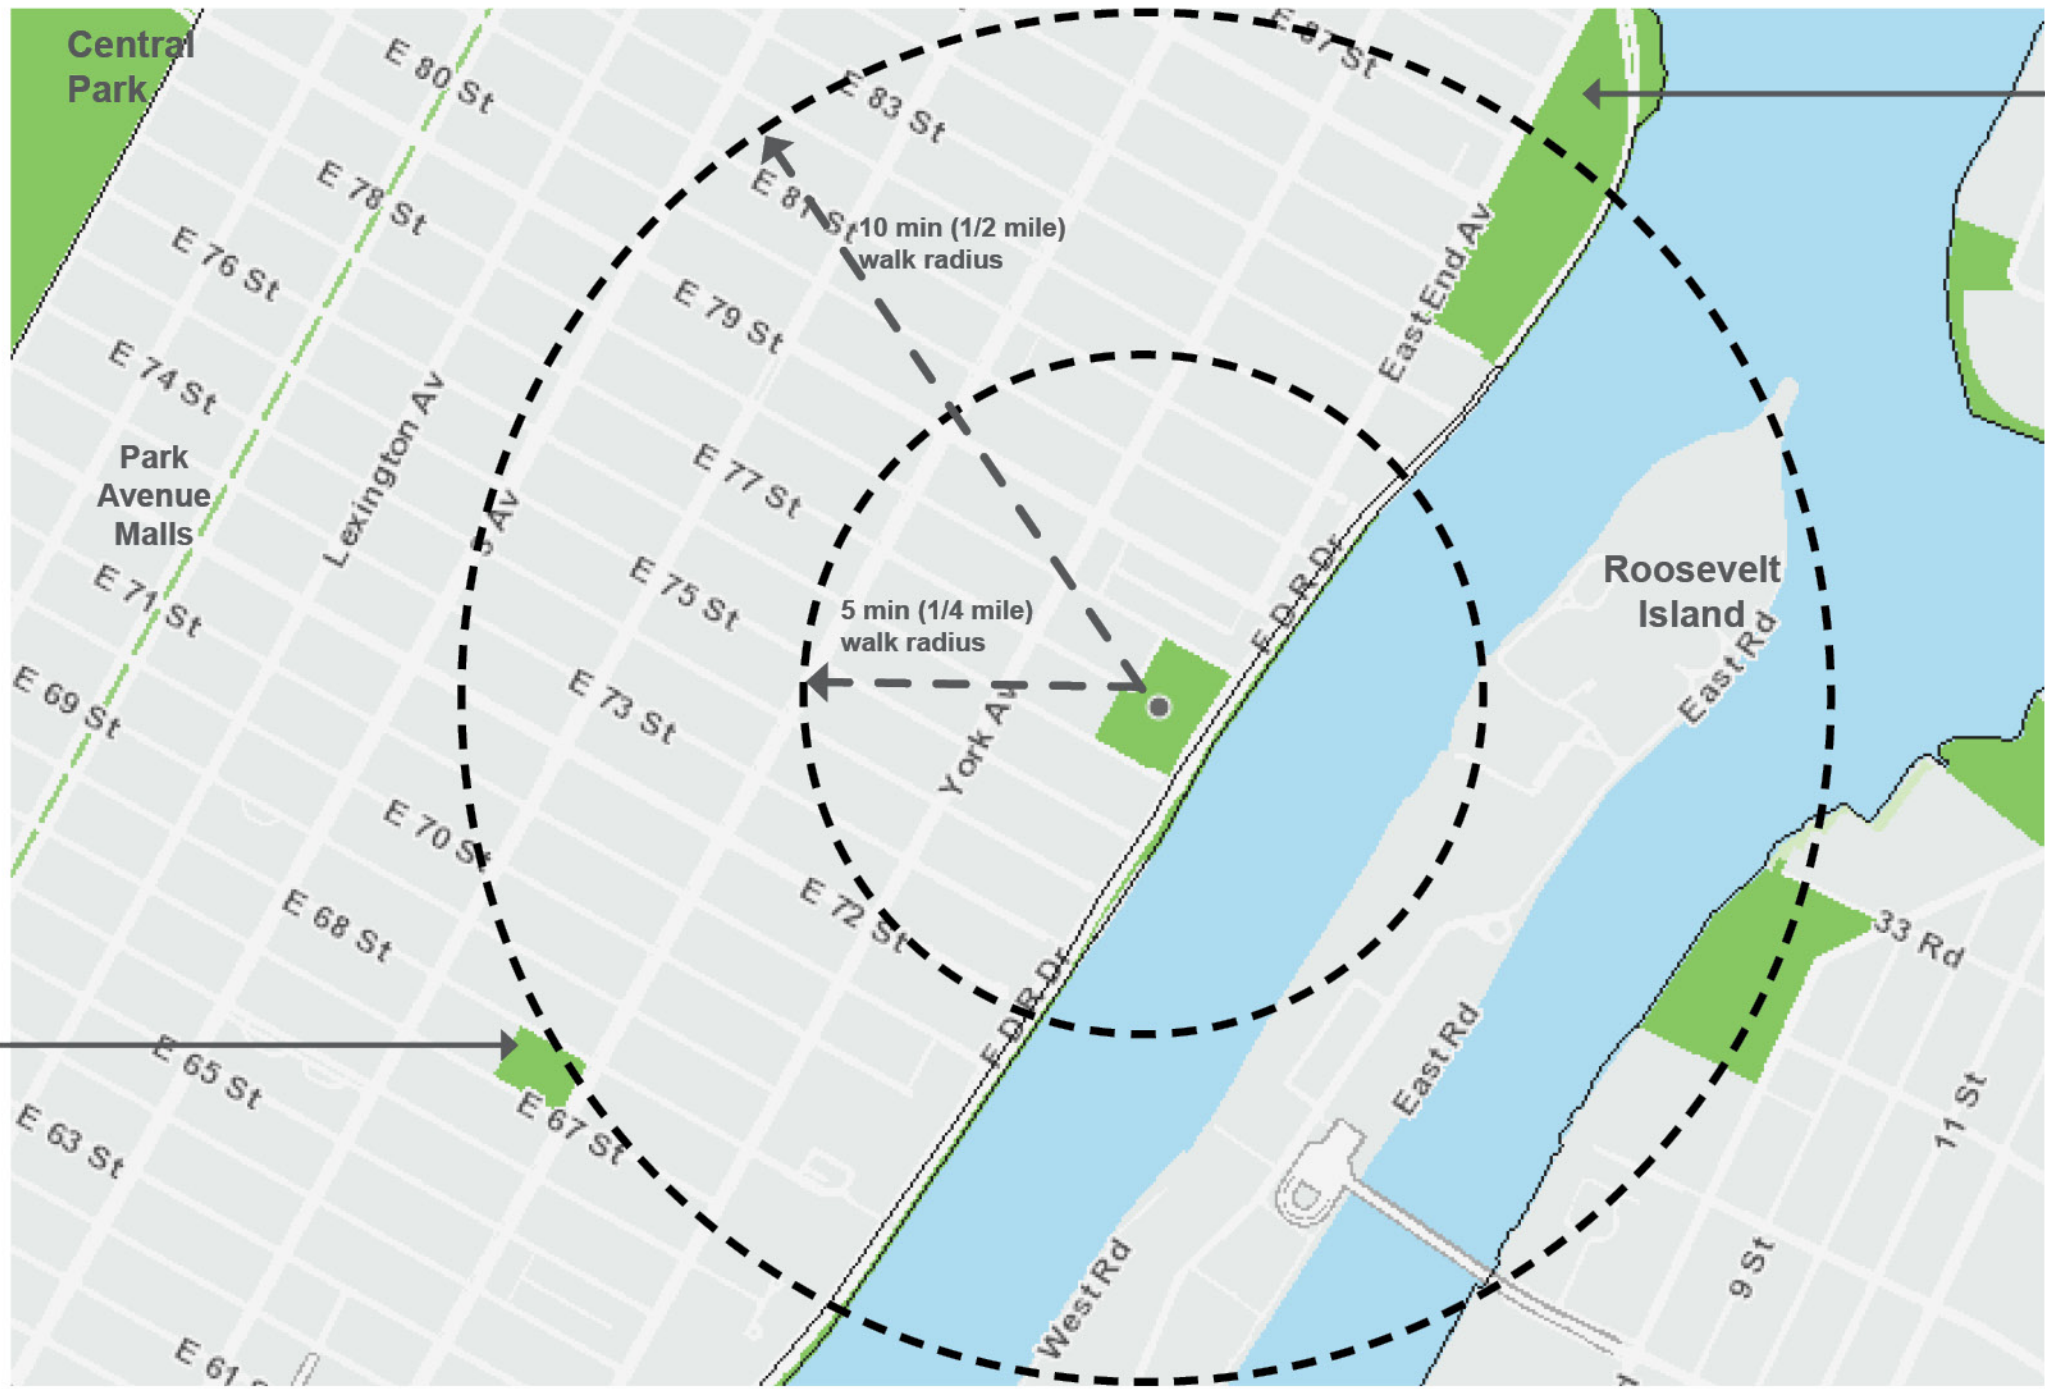 Central
Park
E 80 St
E 87 St
E 83 St
E 78 St
E 81 St
10 min (1/2 mile)
walk radius
E 76 St
East End Av
E 79 St
E 74 St
Lexington Av
Park
Avenue
Malls
E 77 St
3 Av
E 75 St
5 min (1/4 mile)
walk radius
F D R Dr
Roosevelt
Island
E 71 St
East Rd
E 69 St
E 73 St
York Av
E 70 St
E 72 St
E 68 St
33 Rd
F D R Dr
E 65 St
E 67 St
East Rd
11 St
E 63 St
West Rd
9 St
E 61